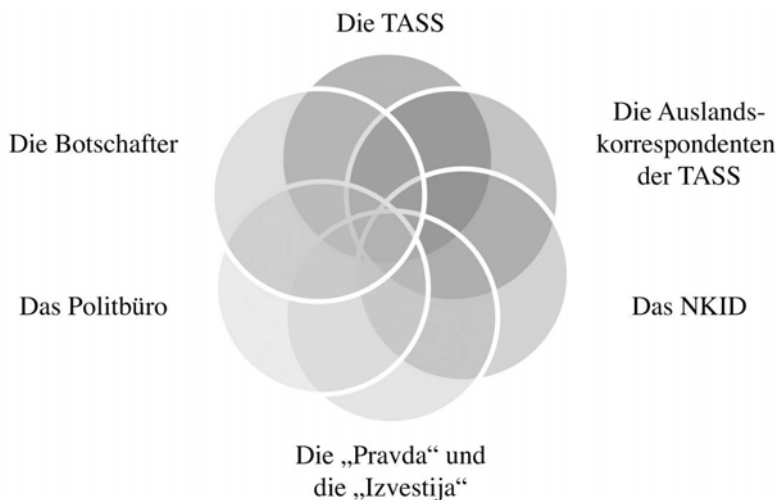 Die TASS
Die Botschafter
Die Auslands-
korrespondenten
der TASS
Das Politbüro
Das NKID
Die „Pravda“ und
die „Izvestija“